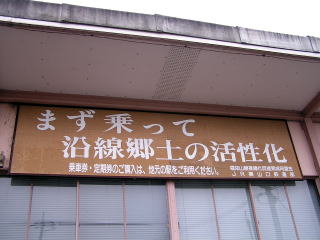 まず乗って
沿線郷土の活性化
乗車券・定期券のご購入は、地元の駅をご利用ください。